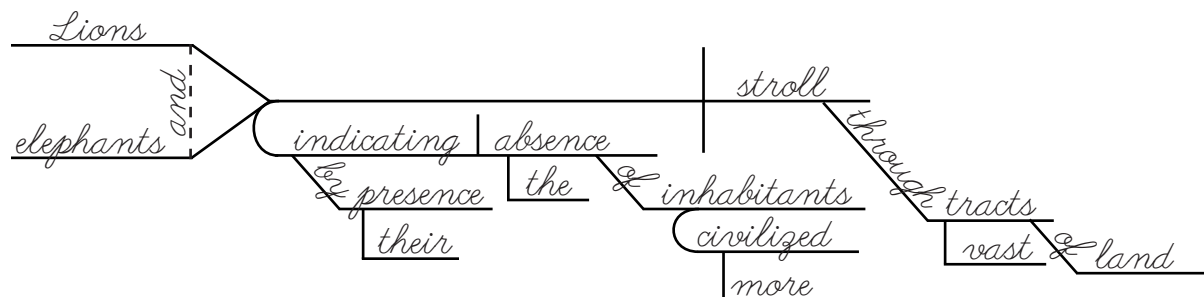 Lions
and
stroll
elephants
indicating absence
through
by
presence
the
of
inhabitants
tracts
their
civilized
vast
of
land
more